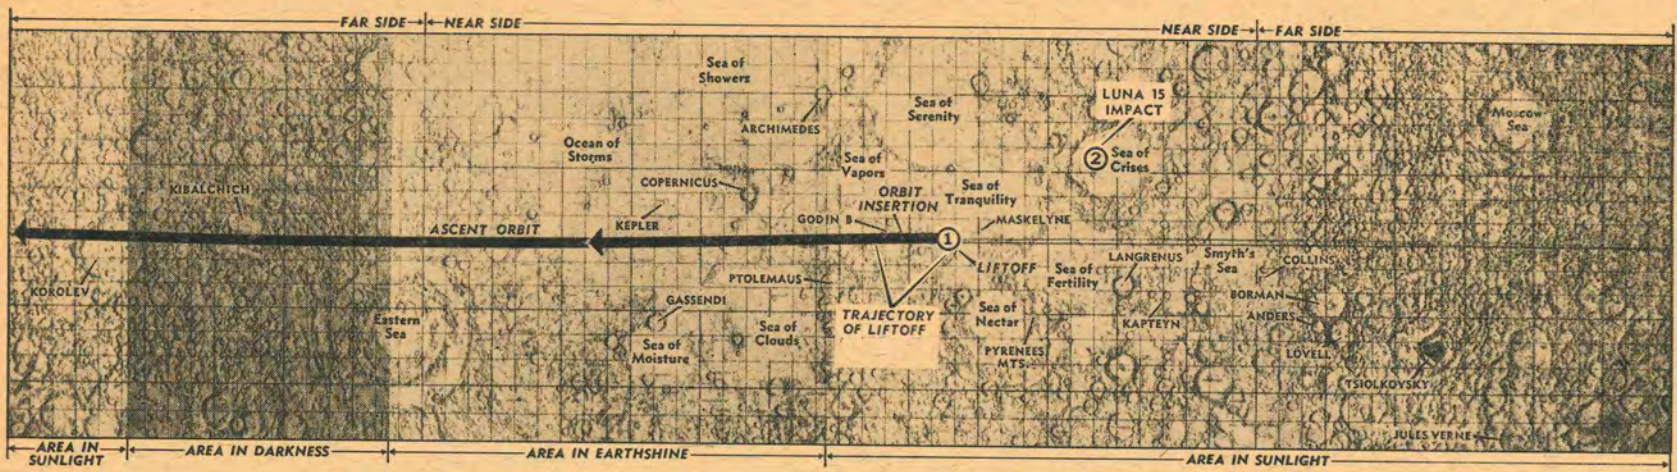 FAR SIDE
NEAR SIDE
NEAR SIDE
FAR SIDE
Sea of
Showers
LUNA 15
IMPACT
Sea of
Serenity
Moscow
Sea
ARCHIMEDES
Ocean of
Storms
2
Sea of
Crises
Sea of
Vapors
KIBALCHICH
COPERNICUS
ORBIT
INSERTION
Sea of
Tranquility
ASCENT ORBIT
KEPLER
GODIN B
MASKELYNE
1
LIFTOFF
LANGRENUS
Smyth's
Sea
COLLINS
KOROLEV
PTOLEMAUS
Sea of
Fertility
GASSENDI
BORMAN
Eastern
Sea
Sea of
Clouds
TRAJECTORY
OF LIFTOFF
Sea of
Nectar
KAPTEYN
ANDERS
Sea of
Moisture
PYRENEES
MTS.
LOVELL
TSIOLKOVSKY
JULES VERNE
AREA IN
SUNLIGHT
AREA IN DARKNESS
AREA IN EARTHSHINE
AREA IN SUNLIGHT